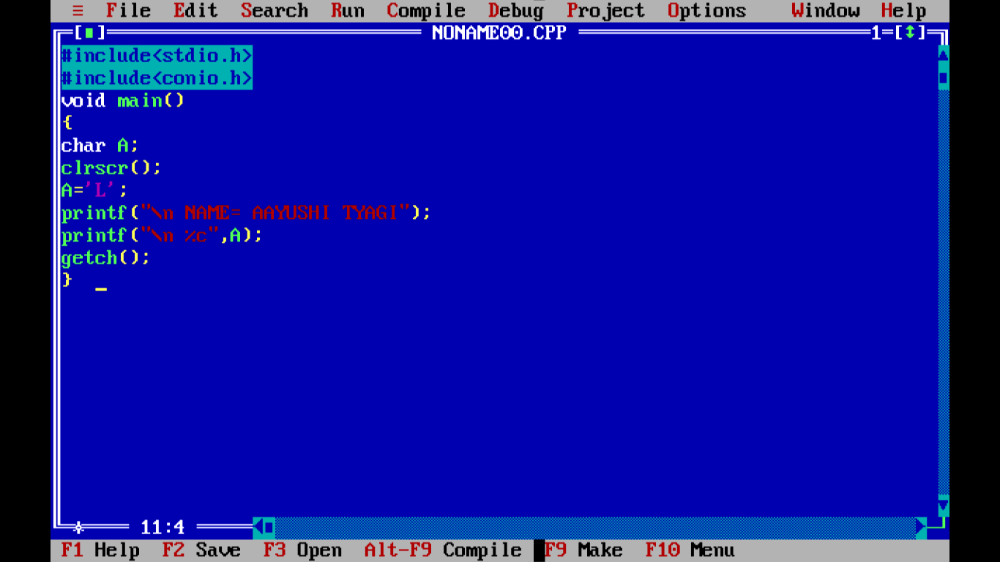 ≡ File Edit Search Run Compile Debug Project Options Window Help
[■] NONAME00.CPP 1=[↕]
#include<stdio.h>
#include<conio.h>
void main()
{
char A;
clrscr();
A='L';
printf("\n NAME= AAYUSHI TYAGI");
printf("\n %c",A);
getch();
}
11:4
F1 Help F2 Save F3 Open Alt-F9 Compile F9 Make F10 Menu